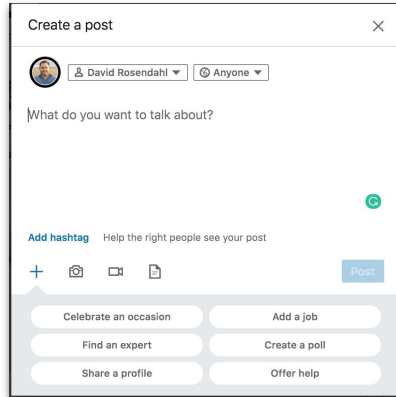 Create a post
David Rosendahl Anyone
What do you want to talk about?
Add hashtag Help the right people see your post
Post
Celebrate an occasion Add a job
Find an expert Create a poll
Share a profile Offer help